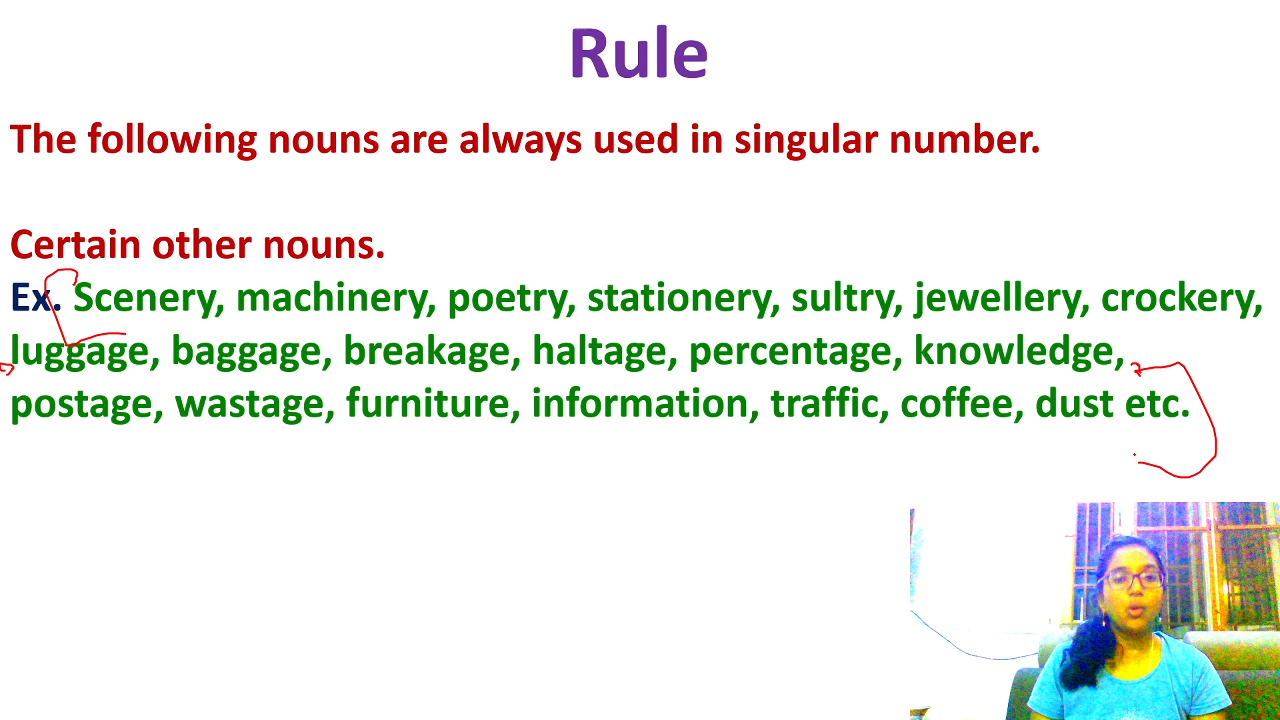 Rule
The following nouns are always used in singular number.
Certain other nouns.
Ex. Scenery, machinery, poetry, stationery, sultry, jewellery, crockery,
luggage, baggage, breakage, haltage, percentage, knowledge,
postage, wastage, furniture, information, traffic, coffee, dust etc.